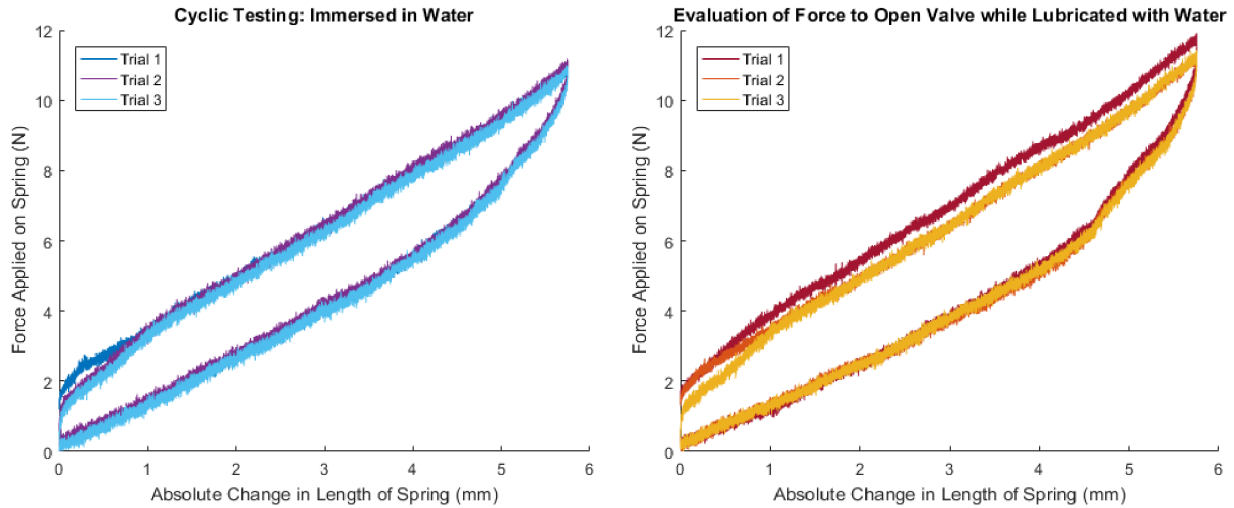 Cyclic Testing: Immersed in Water
12
10
8
6
4
2
0
0 1 2 3 4 5 6
Force Applied on Spring (N)
Absolute Change in Length of Spring (mm)
Trial 1
Trial 2
Trial 3
Evaluation of Force to Open Valve while Lubricated with Water
12
10
8
6
4
2
0
0 1 2 3 4 5 6
Force Applied on Spring (N)
Absolute Change in Length of Spring (mm)
Trial 1
Trial 2
Trial 3